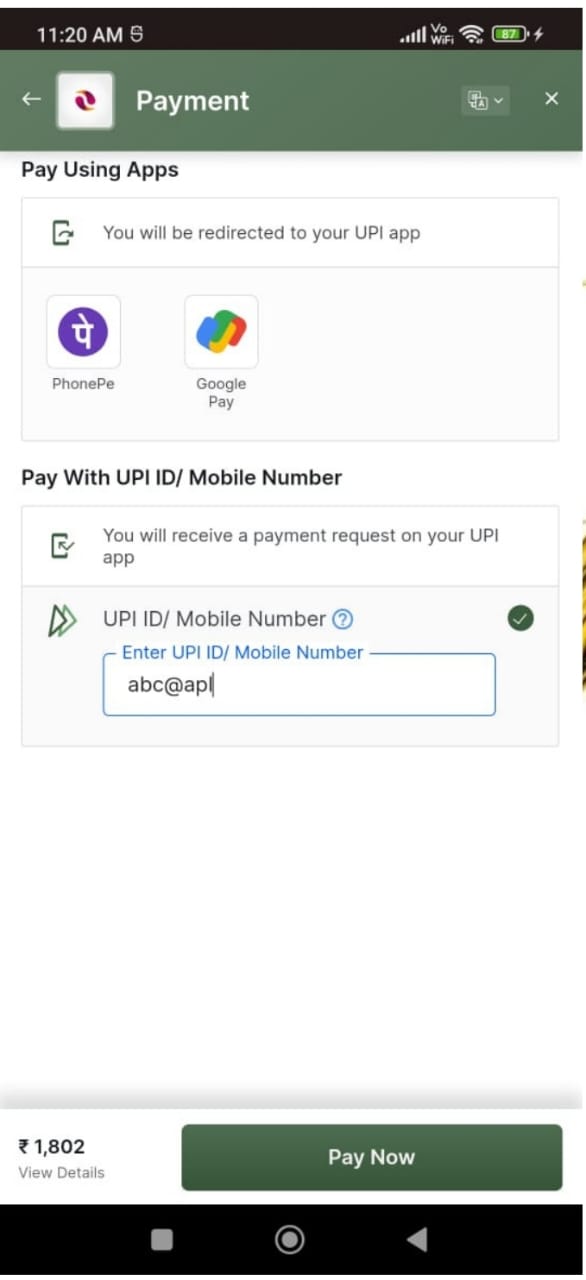 11:20 AM
Vo
WiFi
87
Payment
Pay Using Apps
You will be redirected to your UPI app
पे
PhonePe
Google
Pay
Pay With UPI ID/ Mobile Number
You will receive a payment request on your UPI
app
UPI ID/ Mobile Number ?
Enter UPI ID/ Mobile Number
abc@apl
₹ 1,802
View Details
Pay Now